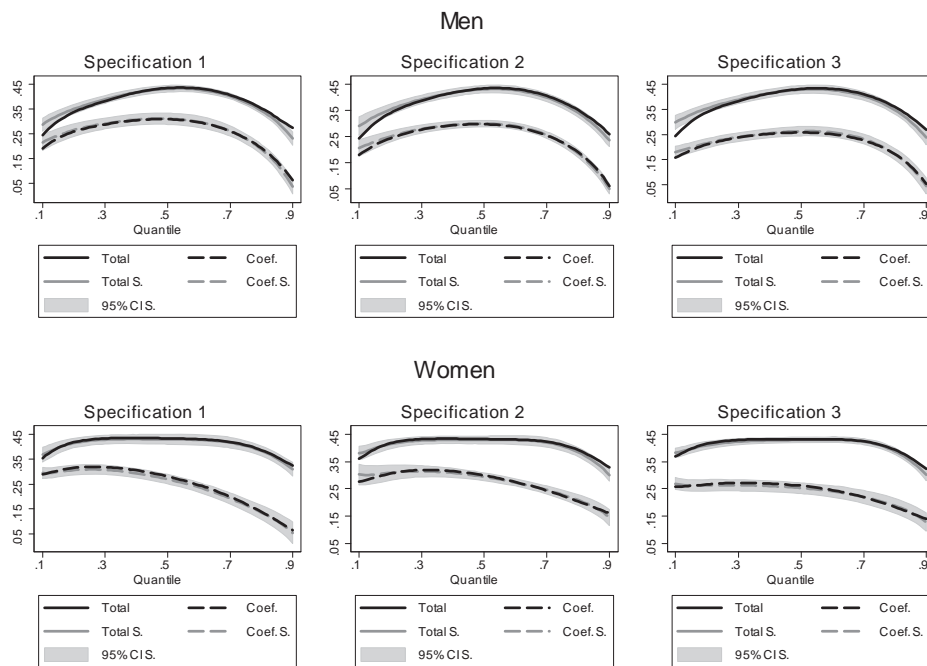 Men
Specification 1
Specification 2
Specification 3
.05 .15 .25 .35 .45
.05 .15 .25 .35 .45
.05 .15 .25 .35 .45
.1 .3 .5 .7 .9
.1 .3 .5 .7 .9
.1 .3 .5 .7 .9
Quantile
Quantile
Quantile
Total Coef.
Total S. Coef. S.
95% CI S.
Total Coef.
Total S. Coef. S.
95% CI S.
Total Coef.
Total S. Coef. S.
95% CI S.
Women
Specification 1
Specification 2
Specification 3
.05 .15 .25 .35 .45
.05 .15 .25 .35 .45
.05 .15 .25 .35 .45
.1 .3 .5 .7 .9
.1 .3 .5 .7 .9
.1 .3 .5 .7 .9
Quantile
Quantile
Quantile
Total Coef.
Total S. Coef. S.
95% CI S.
Total Coef.
Total S. Coef. S.
95% CI S.
Total Coef.
Total S. Coef. S.
95% CI S.